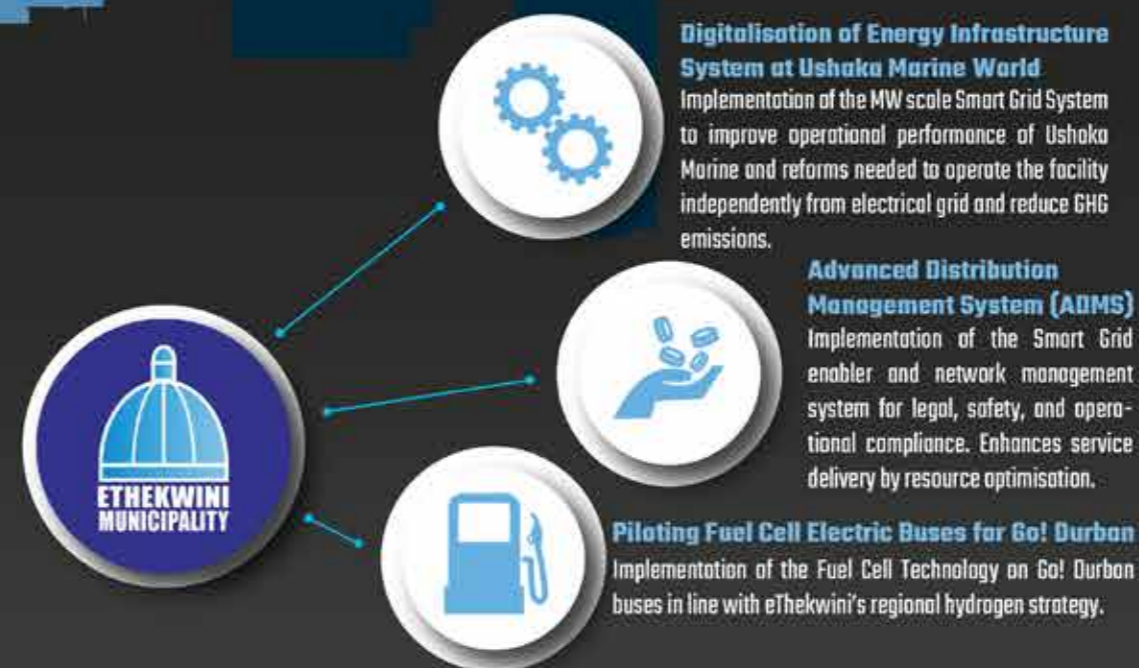 Digitalisation of Energy Infrastructure
System at Ushaka Marine World
Implementation of the MW scale Smart Grid System
to improve operational performance of Ushaka
Marine and reforms needed to operate the facility
independently from electrical grid and reduce GHG
emissions.
Advanced Distribution
Management System (ADMS)
Implementation of the Smart Grid
enabler and network management
system for legal, safety, and opera-
tional compliance. Enhances service
delivery by resource optimisation.
ETHEKWINI
MUNICIPALITY
Piloting Fuel Cell Electric Buses for Go! Durban
Implementation of the Fuel Cell Technology on Go! Durban
buses in line with eThekwini's regional hydrogen strategy.